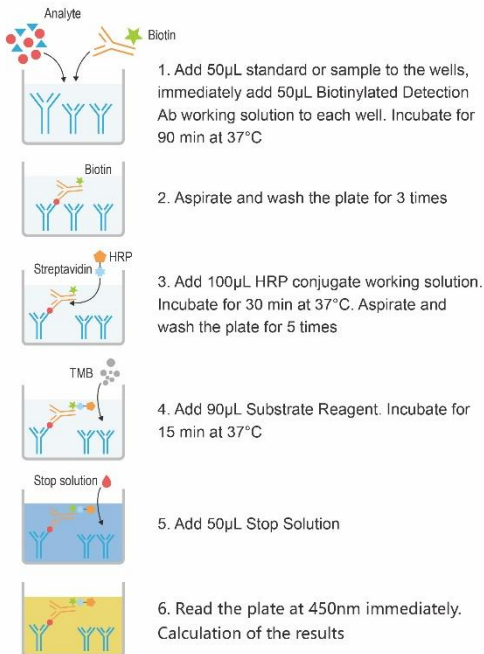 Analyte
Biotin
1. Add 50μL standard or sample to the wells,
immediately add 50μL Biotinylated Detection
Ab working solution to each well. Incubate for
90 min at 37°C
Biotin
2. Aspirate and wash the plate for 3 times
HRP
Streptavidin
3. Add 100μL HRP conjugate working solution.
Incubate for 30 min at 37°C. Aspirate and
wash the plate for 5 times
TMB
4. Add 90μL Substrate Reagent. Incubate for
15 min at 37°C
Stop solution
5. Add 50μL Stop Solution
6. Read the plate at 450nm immediately.
Calculation of the results